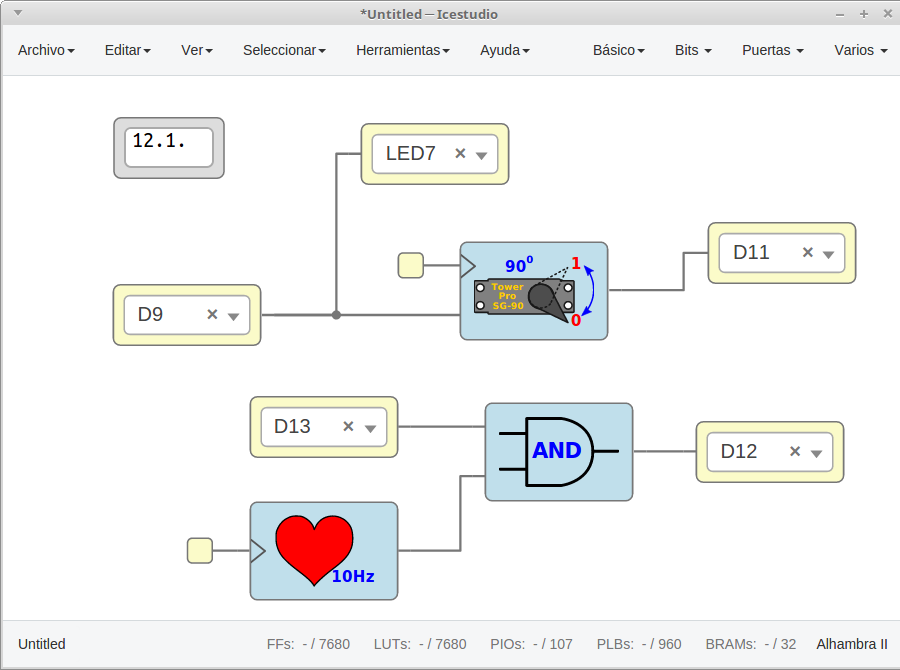 *Untitled – Icestudio
Archivo Editar Ver Seleccionar Herramientas Ayuda Básico Bits Puertas Varios
12.1.
LED7
D9
90⁰
1
Tower
Pro
SG-90
0
D11
D13
AND
D12
10Hz
Untitled FFs: - / 7680 LUTs: - / 7680 PIOs: - / 107 PLBs: - / 960 BRAMs: - / 32 Alhambra II